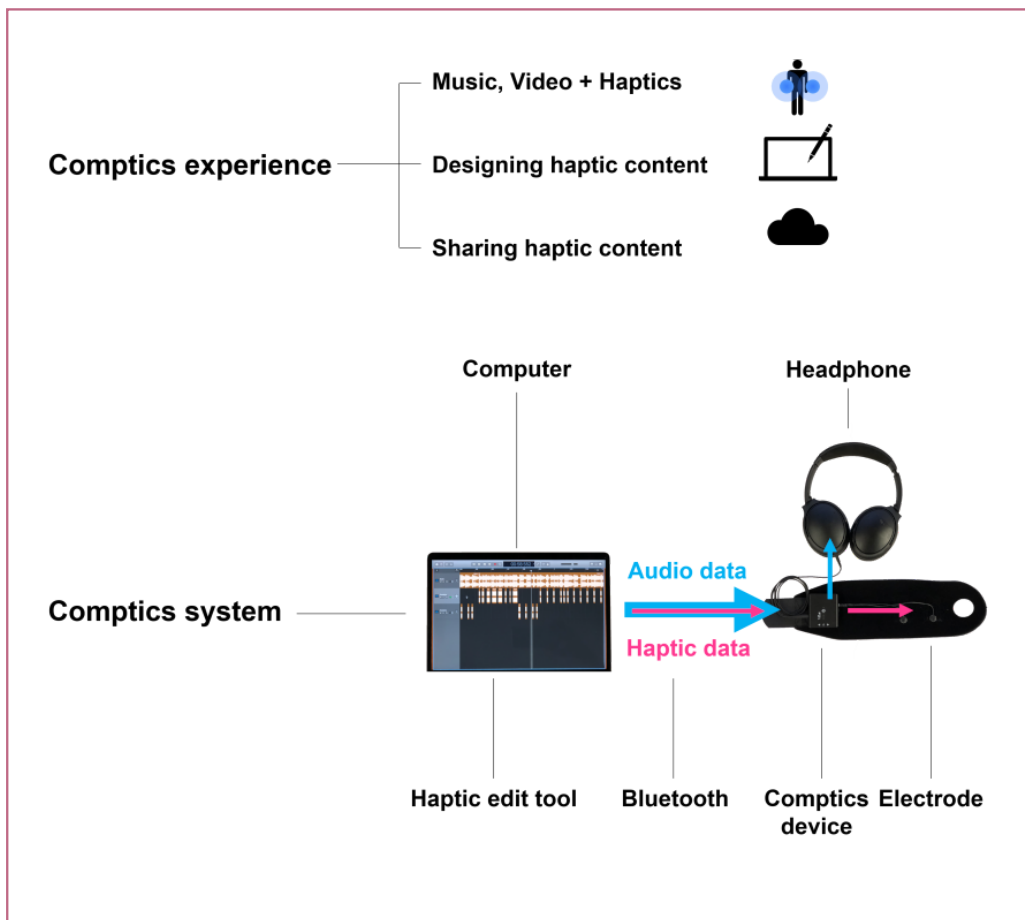 Music, Video + Haptics
Comptics experience
Designing haptic content
Sharing haptic content
Computer
Headphone
Audio data
Comptics system
Haptic data
Haptic edit tool
Bluetooth
Comptics
device
Electrode